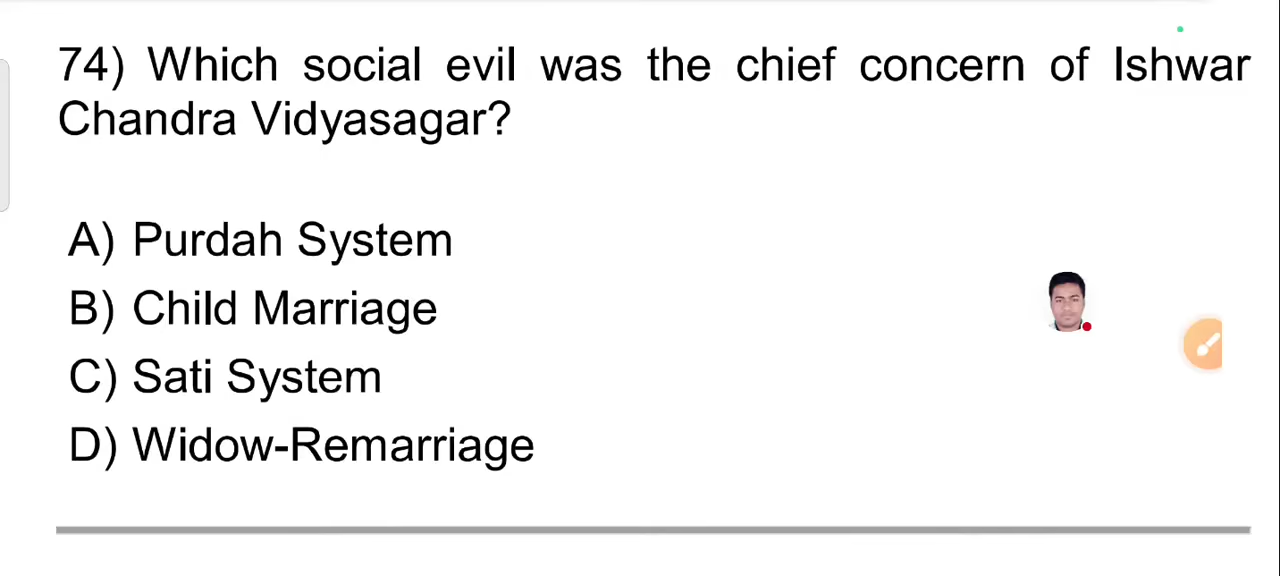 74) Which social evil was the chief concern of Ishwar
Chandra Vidyasagar?
A) Purdah System
B) Child Marriage
C) Sati System
D) Widow-Remarriage